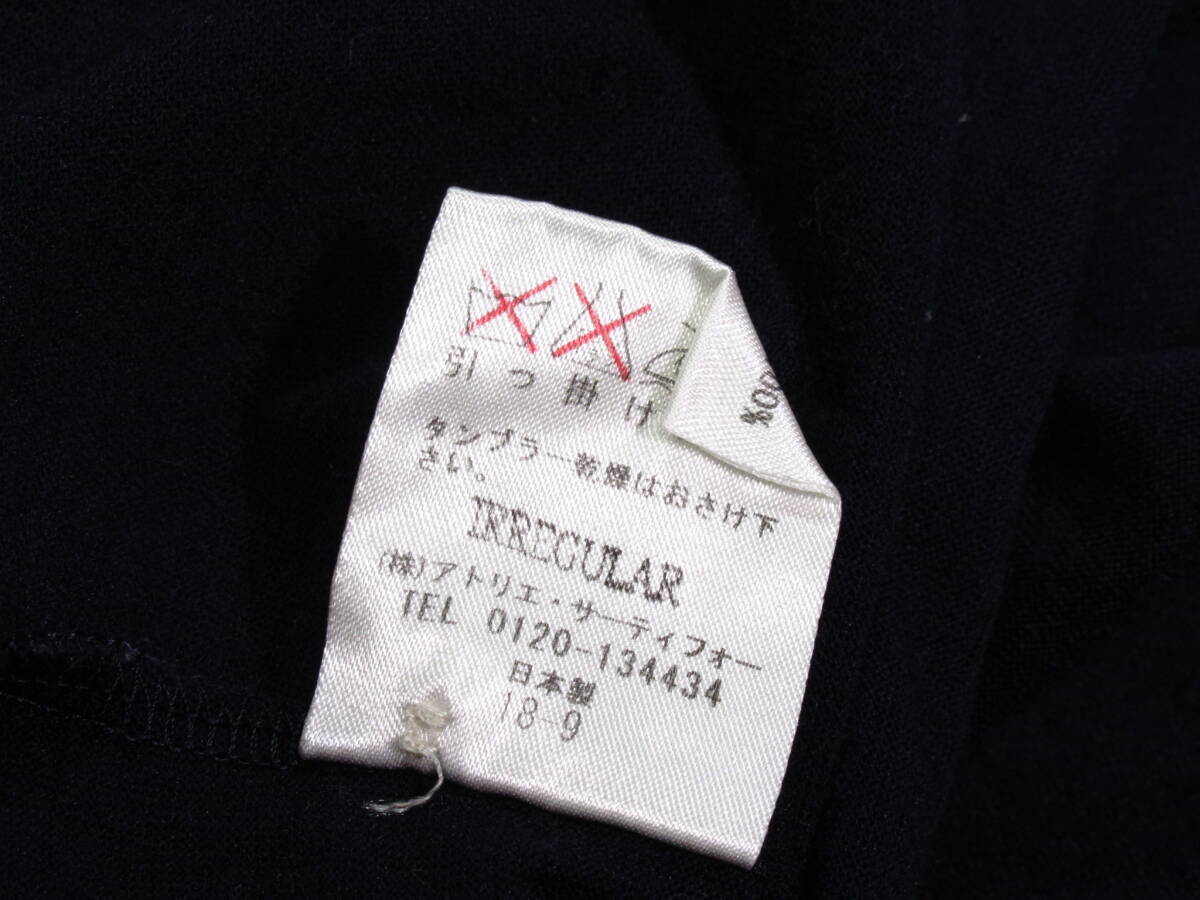 引っ掛け
タンブラー乾燥はおさけ下
さい。
IRREGULAR
(株)アトリエ・サーティフォー
TEL 0120-134434
日本製
18-9